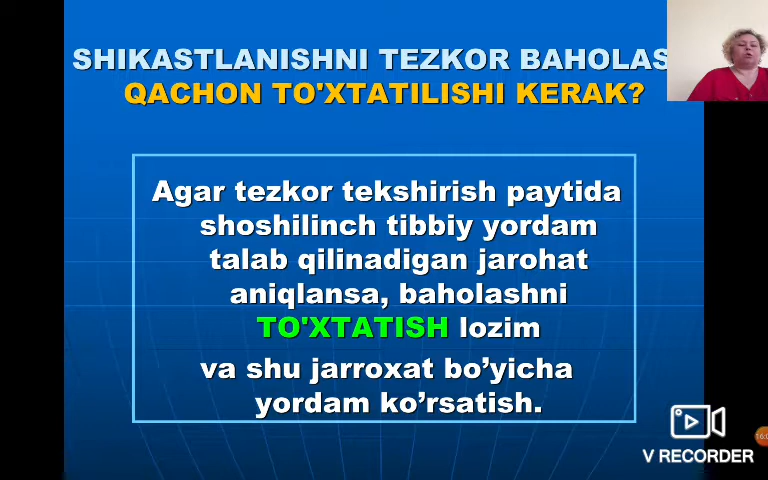 SHIKASTLANISHNI TEZKOR BAHOLAS
QACHON TO'XTATILISHI KERAK?
Agar tezkor tekshirish paytida
shoshilinch tibbiy yordam
talab qilinadigan jarohat
aniqlansa, baholashni
TO'XTATISH lozim
va shu jarroxat bo’yicha
yordam ko’rsatish.
V RECORDER